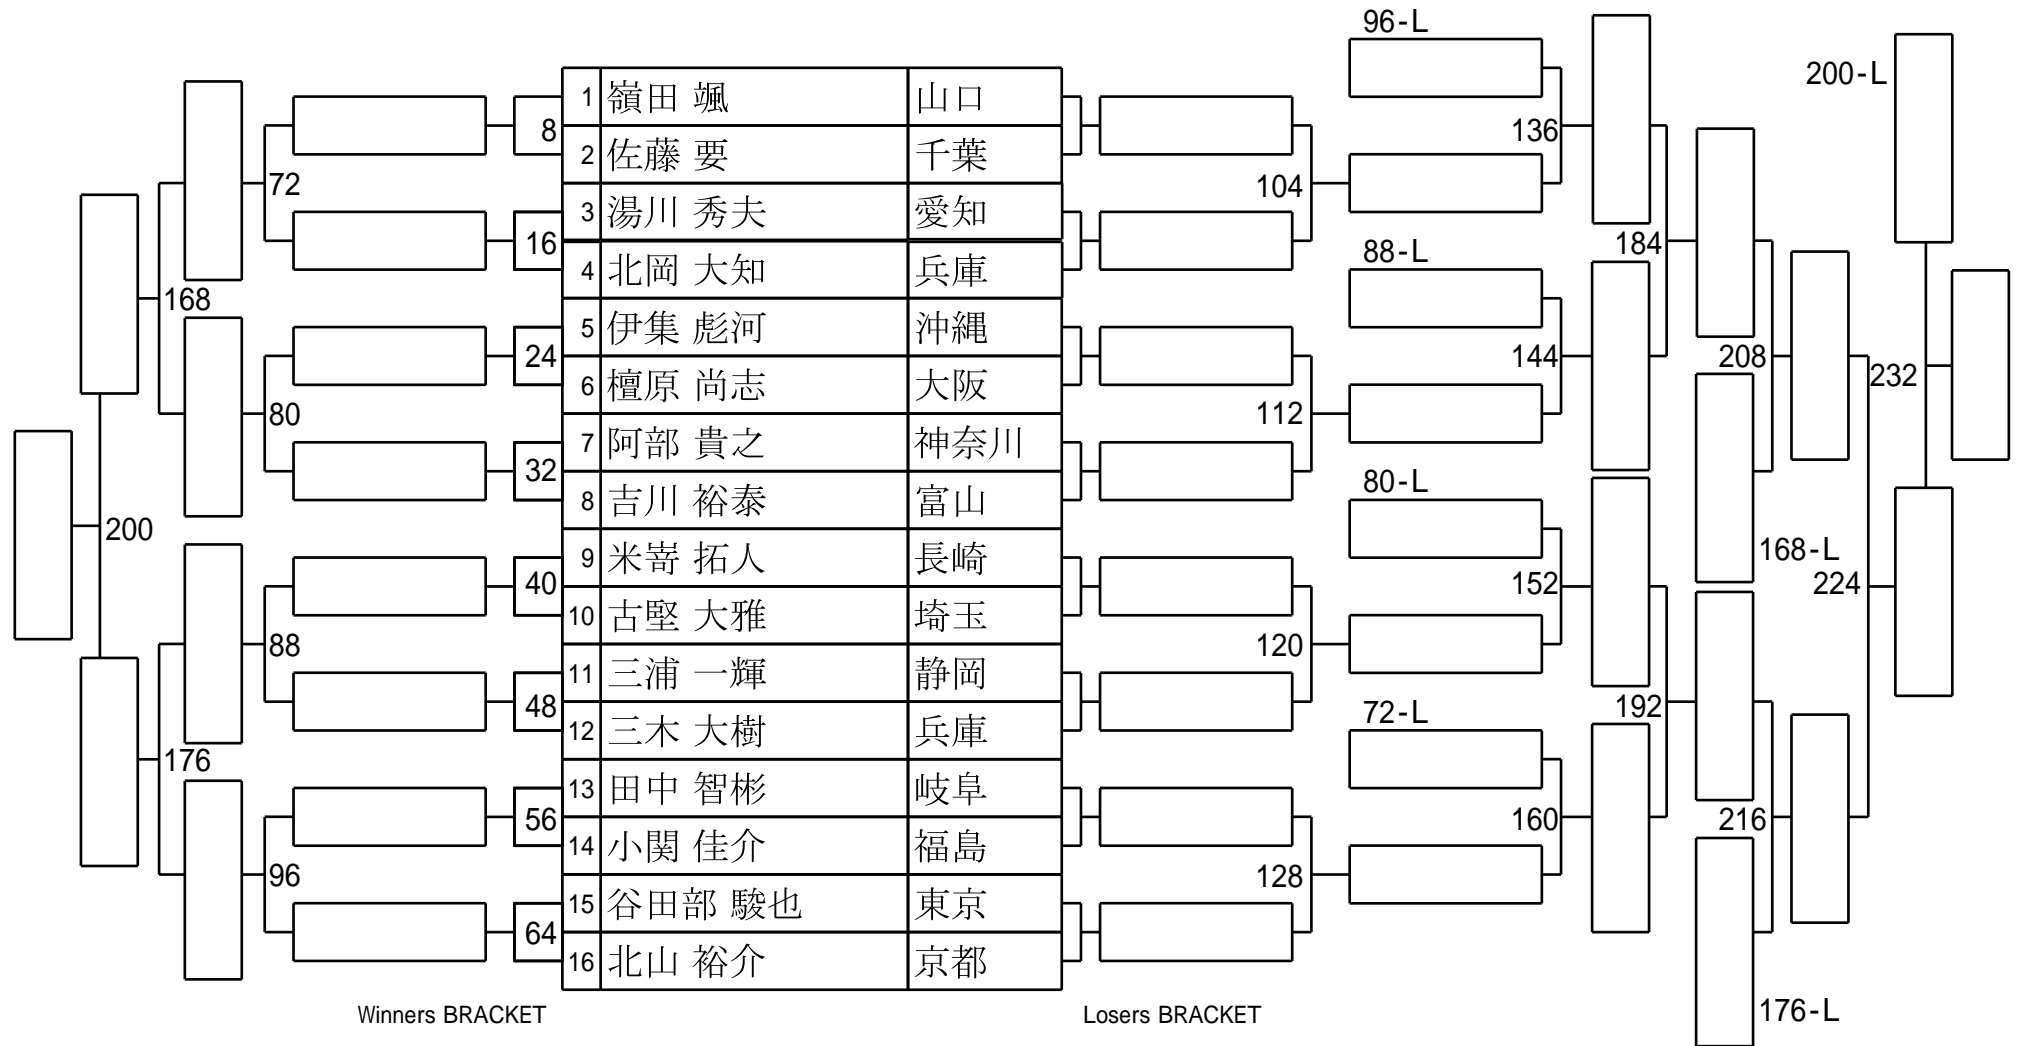 96-L
200-L
1 嶺田 颯 山口
8 136
2 佐藤 要 千葉
72 104
3 湯川 秀夫 愛知
16 88-L 184
4 北岡 大知 兵庫
168
5 伊集 彪河 沖縄
24 144 208 232
6 檀原 尚志 大阪
80 112
7 阿部 貴之 神奈川
32 80-L
8 吉川 裕泰 富山
200
9 米嵜 拓人 長崎 168-L
40 152 224
10 古堅 大雅 埼玉
88 120
11 三浦 一輝 静岡
48 72-L 192
12 三木 大樹 兵庫
176
13 田中 智彬 岐阜
56 160 216
14 小関 佳介 福島
96 128
15 谷田部 駿也 東京
64
16 北山 裕介 京都
Winners BRACKET Losers BRACKET 176-L